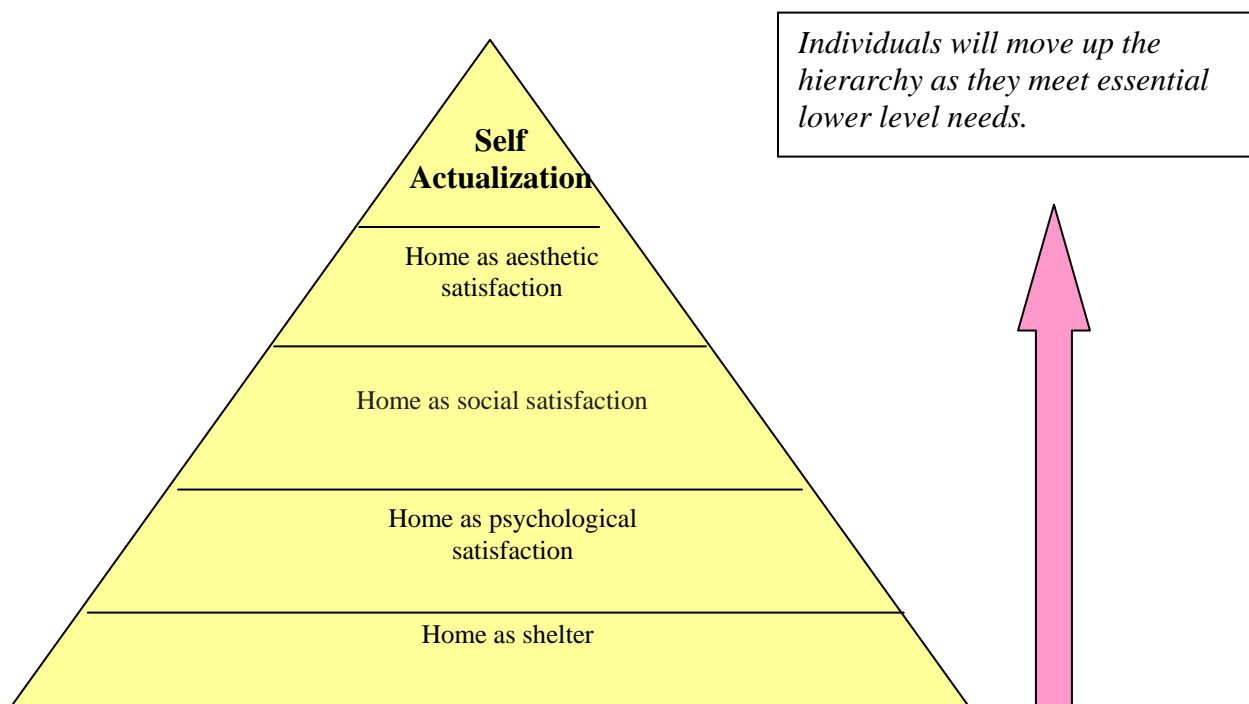 Individuals will move up the
hierarchy as they meet essential
lower level needs.
Self
Actualization
Home as aesthetic
satisfaction
Home as social satisfaction
Home as psychological
satisfaction
Home as shelter